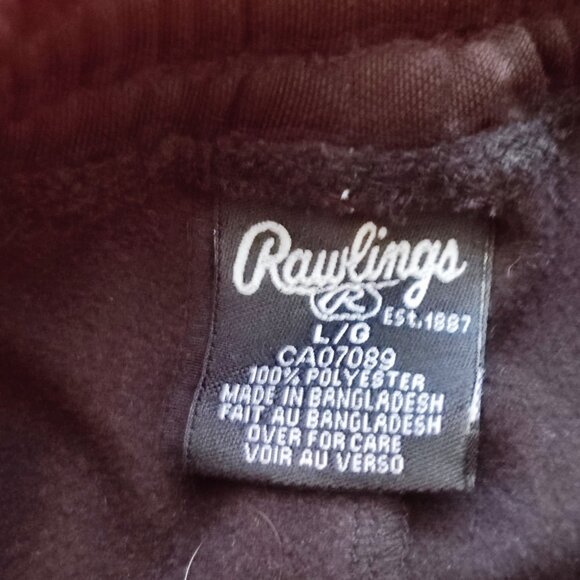 Rawlings
R
EST. 1887
L/G
CA07089
100% POLYESTER
MADE IN BANGLADESH
FAIT AU BANGLADESH
OVER FOR CARE
VOIR AU VERSO